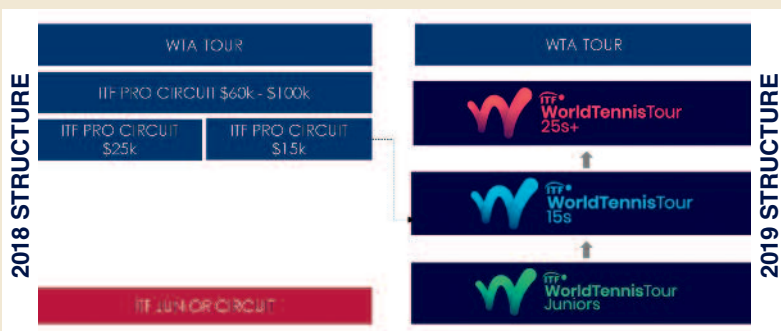 2018 STRUCTURE
WTA TOUR
ITF PRO CIRCUIT $60k - $100k
ITF PRO CIRCUIT
$25k
ITF PRO CIRCUIT
$15k
ITF JUNIOR CIRCUIT
WTA TOUR
ITF
WorldTennisTour
25s+
ITF
WorldTennisTour
15s
ITF
WorldTennisTour
Juniors
2019 STRUCTURE